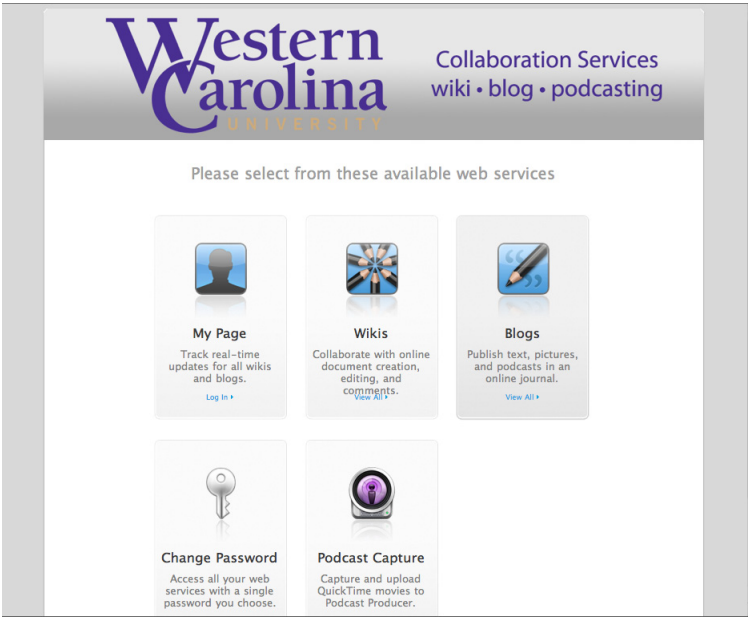 Western
Carolina
UNIVERSITY
Collaboration Services
wiki • blog • podcasting
Please select from these available web services
My Page
Track real-time
updates for all wikis
and blogs.
Log In ▸
Wikis
Collaborate with online
document creation,
editing, and
comments.
View All ▸
Blogs
Publish text, pictures,
and podcasts in an
online journal.
View All ▸
Change Password
Access all your web
services with a single
password you choose.
Podcast Capture
Capture and upload
QuickTime movies to
Podcast Producer.